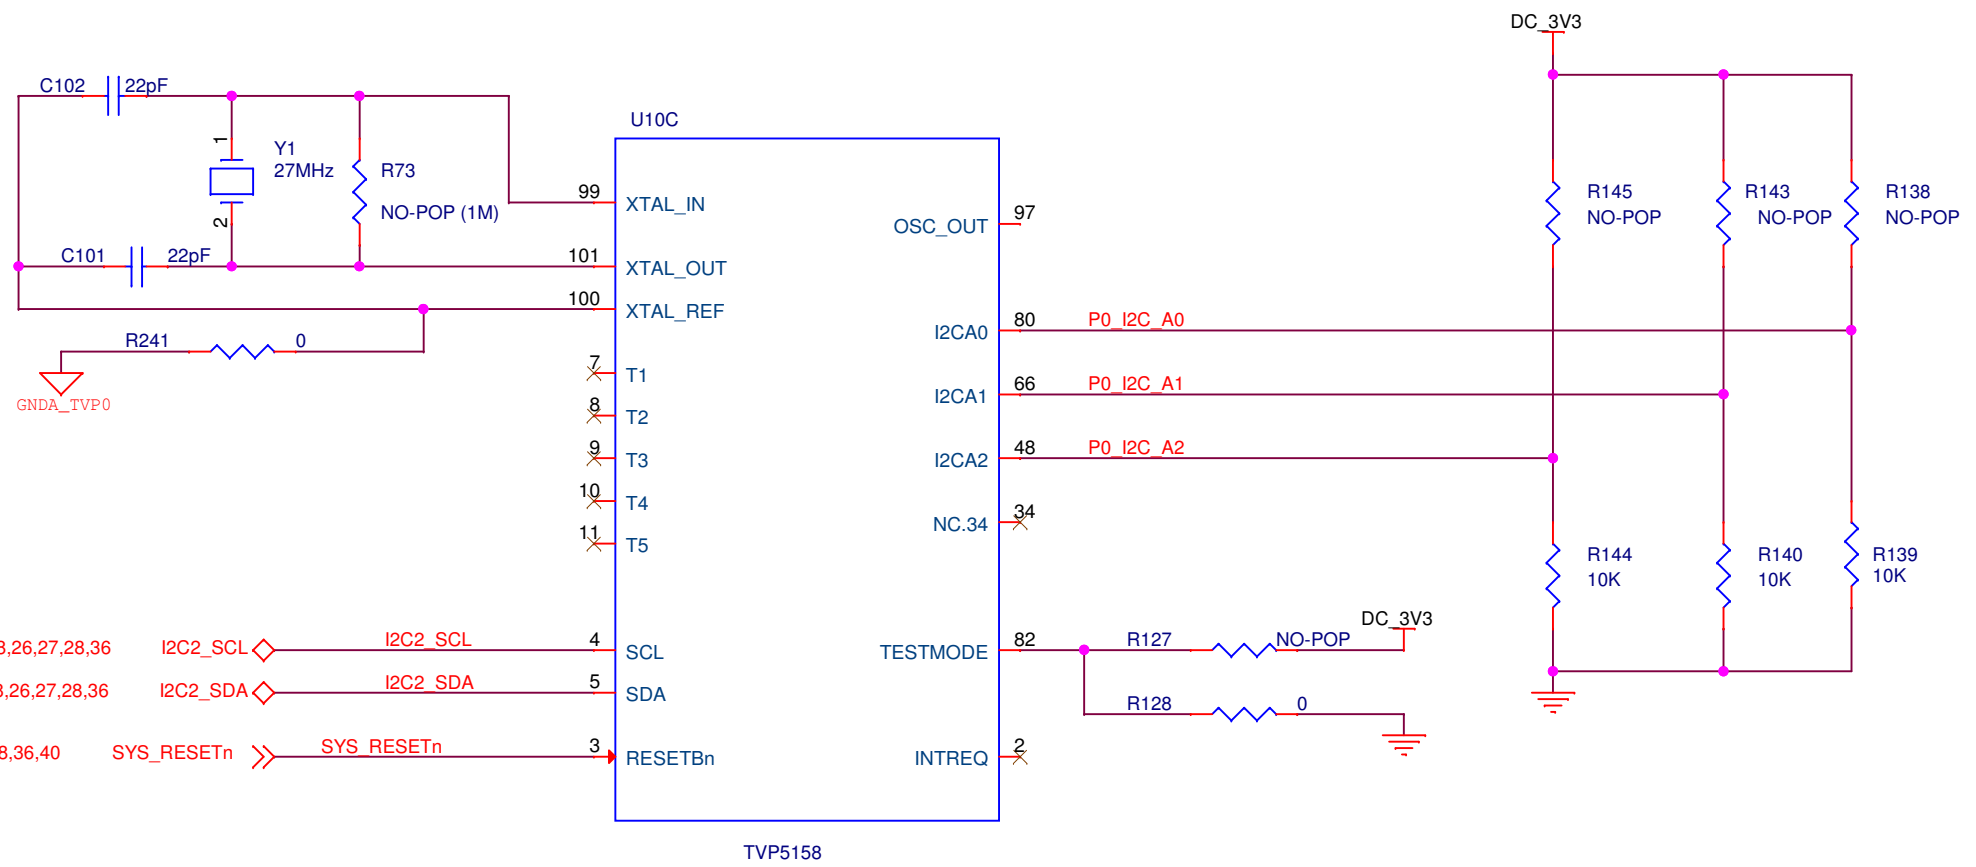 DC_3V3
C102 22pF
Y1
27MHz
1
2
R73
NO-POP (1M)
C101 22pF
R241 0
GNDA_TVP0
U10C
99 XTAL_IN
101 XTAL_OUT
100 XTAL_REF
7 T1
8 T2
9 T3
10 T4
11 T5
OSC_OUT 97
I2CA0 80 P0_I2C_A0
I2CA1 66 P0_I2C_A1
I2CA2 48 P0_I2C_A2
NC.34 34
R145
NO-POP
R143
NO-POP
R138
NO-POP
R144
10K
R140
10K
R139
10K
3,26,27,28,36 I2C2_SCL I2C2_SCL 4 SCL
3,26,27,28,36 I2C2_SDA I2C2_SDA 5 SDA
8,36,40 SYS_RESETn SYS_RESETn 3 RESETBn
TESTMODE 82 R127 NO-POP DC_3V3
R128 0
INTREQ 2
TVP5158